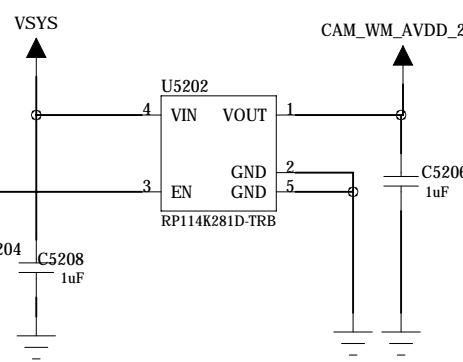 VSYS
CAM_WM_AVDD_2
U5202
4 VIN VOUT 1
GND 2
3 EN GND 5
RP114K281D-TRB
C5206
1uF
204 C5208
1uF